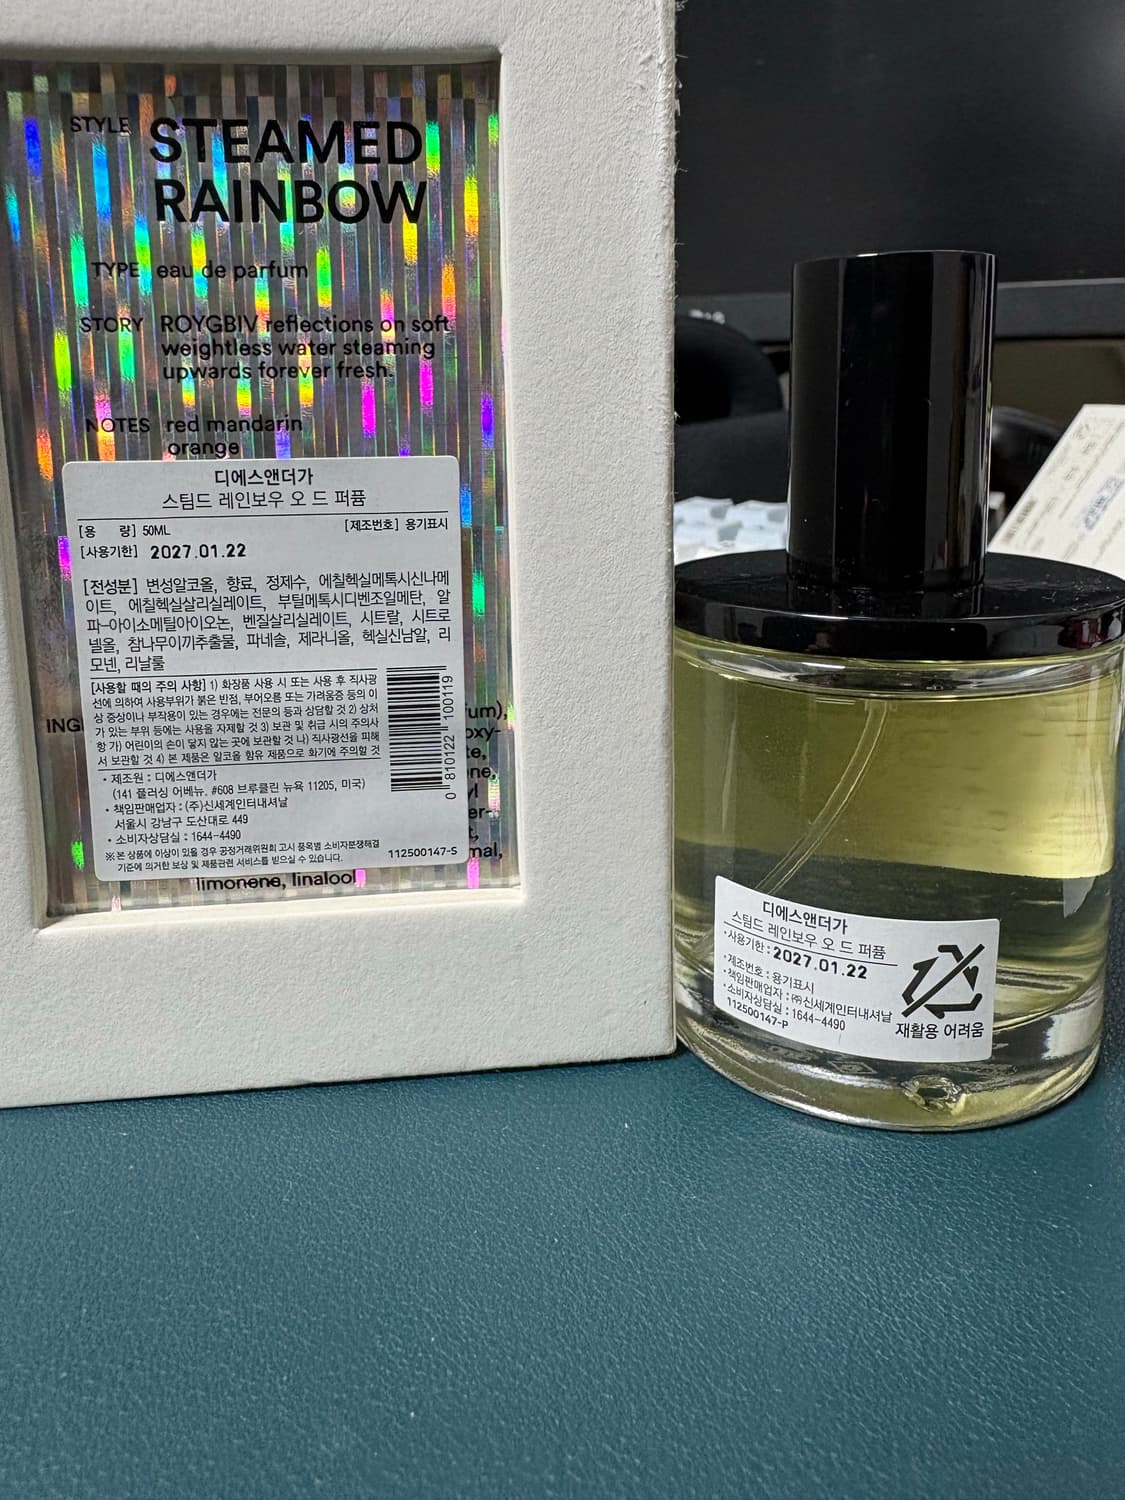 STYLE STEAMED
RAINBOW
TYPE eau de parfum
STORY ROYGBIV reflections on soft
weightless water steaming
upwards forever fresh.
NOTES red mandarin
orange
디에스앤더가
스팀드 레인보우 오 드 퍼퓸
[용 량] 50ML [제조번호] 용기표시
[사용기한] 2027.01.22
[전성분] 변성알코올, 향료, 정제수, 에칠헥실메톡시신나메
이트, 에칠헥실살리실레이트, 부틸메톡시디벤조일메탄, 알
파-아이소메틸아이오논, 벤질살리실레이트, 시트랄, 시트로
넬올, 참나무이끼추출물, 파네솔, 제라니올, 헥실신남알, 리
모넨, 리날룰
[사용할 때의 주의 사항] 1) 화장품 사용 시 또는 사용 후 직사광
선에 의하여 사용부위가 붉은 반점, 부어오름 또는 가려움증 등의 이
상 증상이나 부작용이 있는 경우에는 전문의 등과 상담할 것 2) 상처
가 있는 부위 등에는 사용을 자제할 것 3) 보관 및 취급 시의 주의사
항 가) 어린이의 손이 닿지 않는 곳에 보관할 것 나) 직사광선을 피해
서 보관할 것 4) 본 제품은 알코올 함유 제품으로 화기에 주의할 것
• 제조원 : 디에스앤더가
(141 플러싱 어베뉴. #608 브루클린 뉴욕 11205, 미국)
• 책임판매업자 : (주)신세계인터내셔날
서울시 강남구 도산대로 449
• 소비자상담실 : 1644-4490
※ 본 상품에 이상이 있을 경우 공정거래위원회 고시 품목별 소비자분쟁해결
기준에 의거한 보상 및 제품관련 서비스를 받으실 수 있습니다.
0 810122 100119
112500147-S
ING
fum),
oxy-
te,
ene,
yl
er-
t,
mal,
limonene, linalool
디에스앤더가
스팀드 레인보우 오 드 퍼퓸
• 사용기한 : 2027.01.22
• 제조번호 : 용기표시
• 책임판매업자 : ㈜신세계인터내셔날
• 소비자상담실 : 1644-4490
112500147-P
재활용 어려움